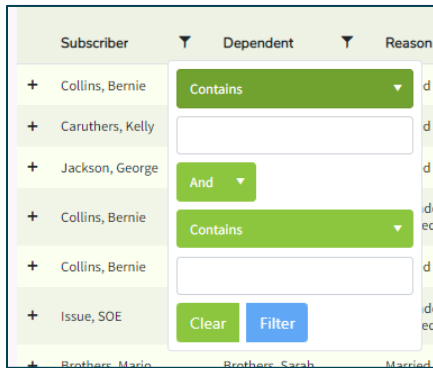 Subscriber Dependent Reason
+ Collins, Bernie
Contains
+ Caruthers, Kelly
+ Jackson, George
And
+ Collins, Bernie
Contains
+ Collins, Bernie
+ Issue, SOE
Clear Filter
+ Brothers, Mario Brothers, Sarah Married